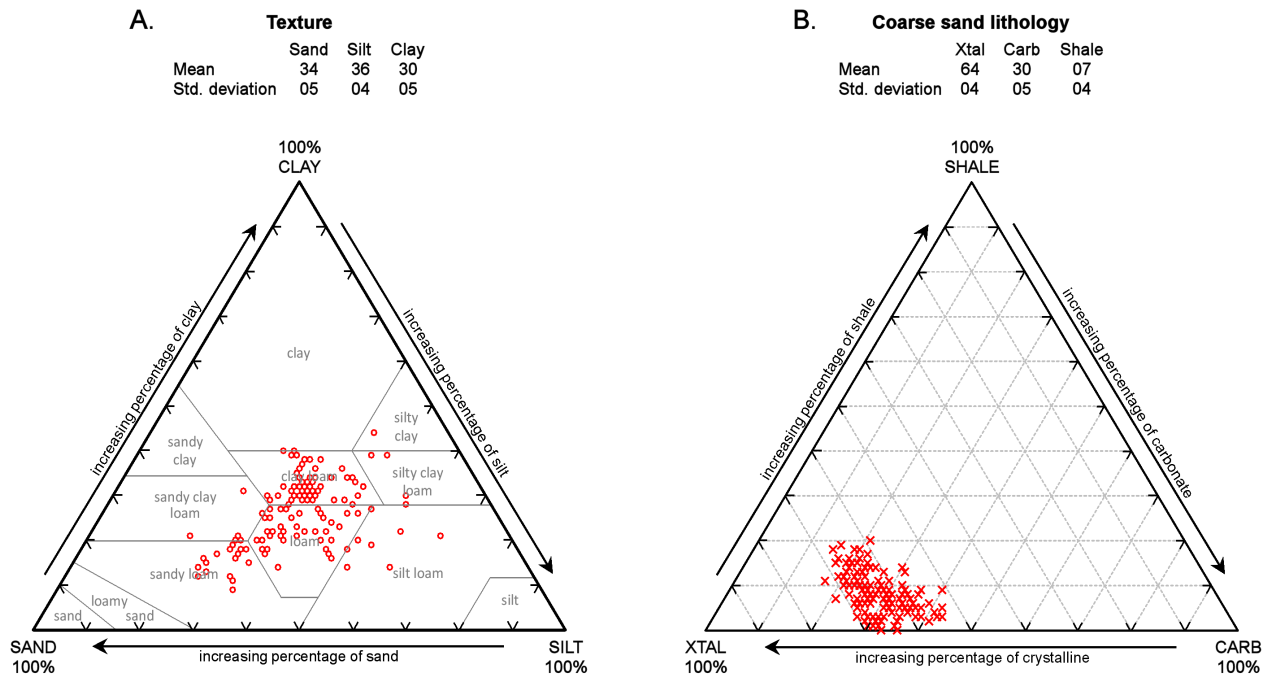 A.
Texture
Sand Silt Clay
Mean 34 36 30
Std. deviation 05 04 05
100%
CLAY
increasing percentage of clay
increasing percentage of silt
clay
silty
clay
sandy
clay
clay loam
silty clay
loam
sandy clay
loam
loam
sandy loam
silt loam
loamy
sand
sand
silt
SAND
100%
increasing percentage of sand
SILT
100%
B.
Coarse sand lithology
Xtal Carb Shale
Mean 64 30 07
Std. deviation 04 05 04
100%
SHALE
increasing percentage of shale
increasing percentage of carbonate
XTAL
100%
increasing percentage of crystalline
CARB
100%